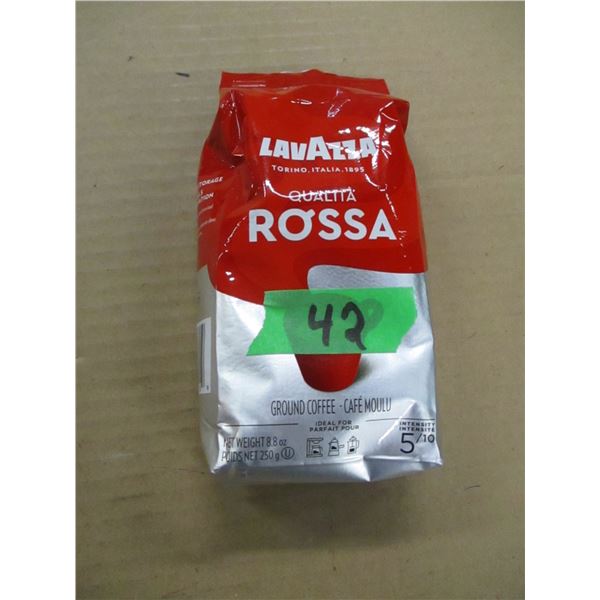 LAVAZZA
TORINO, ITALIA, 1895
QUALITÀ
ROSSA
STORAGE
42
GROUND COFFEE - CAFÉ MOULU
IDEAL FOR
PARFAIT POUR
NET WEIGHT 8.8 oz
POIDS NET 250 g
INTENSITY
INTENSITÉ
5/10